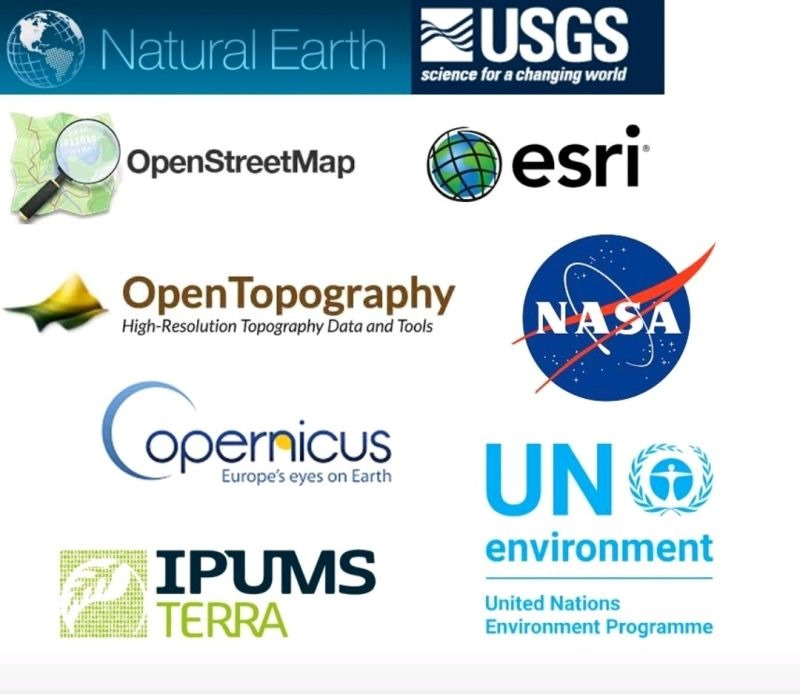 Natural Earth
USGS
science for a changing world
OpenStreetMap
esri®
OpenTopography
High-Resolution Topography Data and Tools
NASA
Copernicus
Europe's eyes on Earth
UN
environment
United Nations
Environment Programme
IPUMS
TERRA